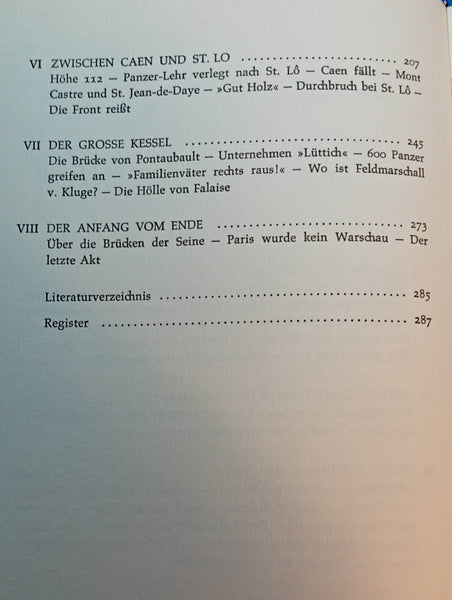 VI ZWISCHEN CAEN UND ST. LO ........................ 207
Höhe 112 – Panzer-Lehr verlegt nach St. Lô – Caen fällt – Mont
Castre und St. Jean-de-Daye – »Gut Holz« – Durchbruch bei St. Lô –
Die Front reißt
VII DER GROSSE KESSEL ........................ 245
Die Brücke von Pontaubault – Unternehmen »Lüttich« – 600 Panzer
greifen an – »Familienväter rechts raus!« – Wo ist Feldmarschall
v. Kluge? – Die Hölle von Falaise
VIII DER ANFANG VOM ENDE ........................ 273
Über die Brücken der Seine – Paris wurde kein Warschau – Der
letzte Akt
Literaturverzeichnis ........................ 285
Register ........................ 287